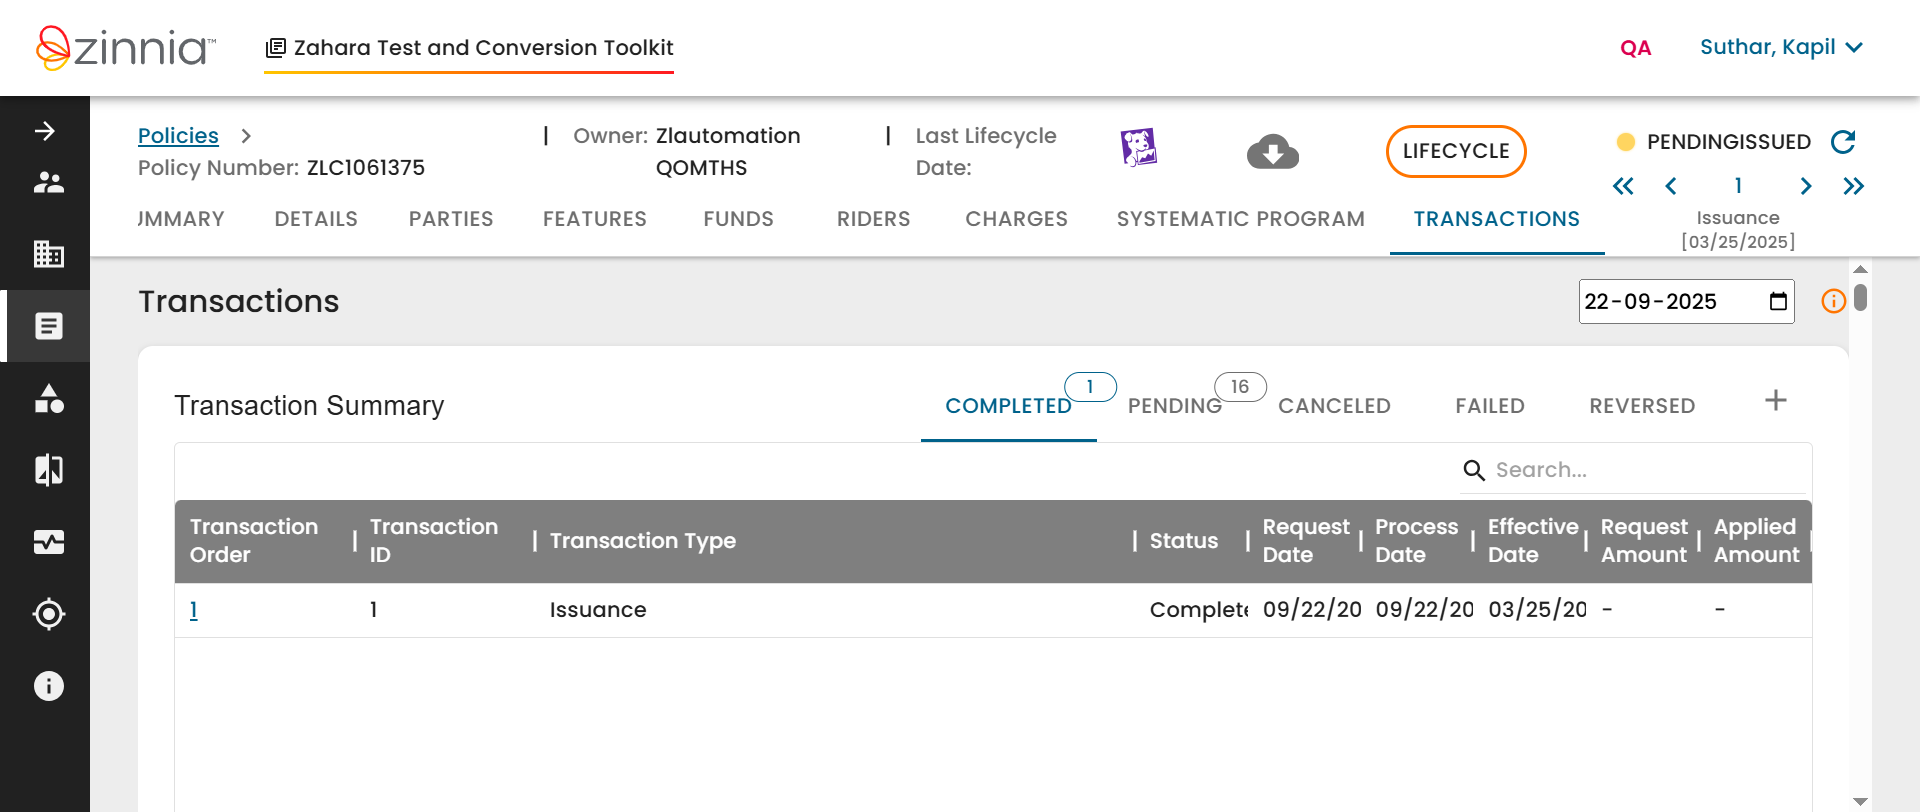 zinnia™
Zahara Test and Conversion Toolkit
QA
Suthar, Kapil
Policies
Policy Number: ZLC1061375
Owner: Zlautomation
QOMTHS
Last Lifecycle
Date:
LIFECYCLE
PENDINGISSUED
1
Issuance
[03/25/2025]
UMMARY
DETAILS
PARTIES
FEATURES
FUNDS
RIDERS
CHARGES
SYSTEMATIC PROGRAM
TRANSACTIONS
Transactions
22-09-2025
Transaction Summary
COMPLETED
1
PENDING
16
CANCELED
FAILED
REVERSED
Search...
Transaction
Order
Transaction
ID
Transaction Type
Status
Request
Date
Process
Date
Effective
Date
Request
Amount
Applied
Amount
1
1
Issuance
Complete
09/22/20
09/22/20
03/25/20
-
-